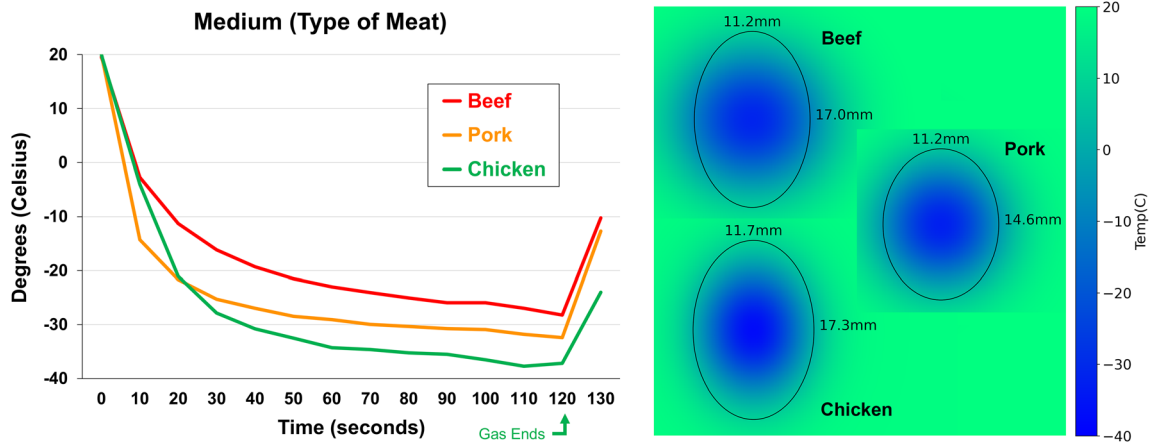 Medium (Type of Meat)
Degrees (Celsius)
20
10
0
-10
-20
-30
-40
Beef
Pork
Chicken
0 10 20 30 40 50 60 70 80 90 100 110 120 130
Time (seconds)
Gas Ends
11.2mm
Beef
17.0mm
11.2mm
Pork
14.6mm
11.7mm
17.3mm
Chicken
20
10
0
−10
−20
−30
−40
Temp(C)